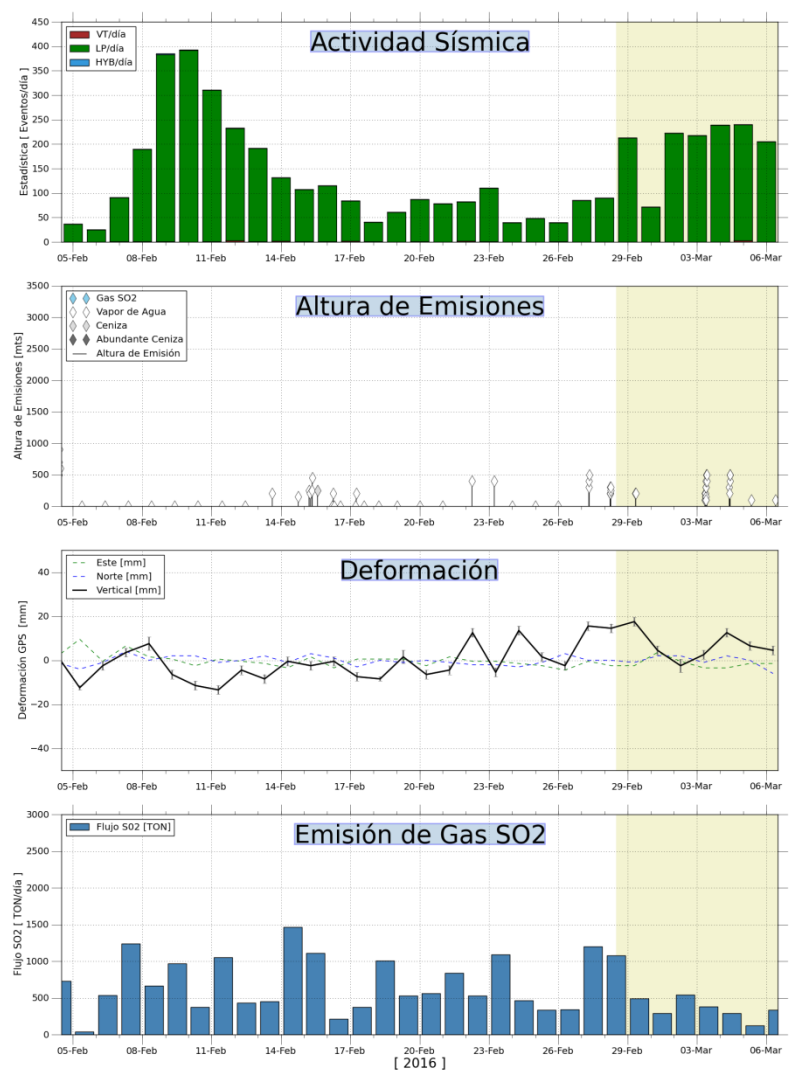 Actividad Sísmica
VT/día
LP/día
HYB/día
Estadística [ Eventos/día ]
450
400
350
300
250
200
150
100
50
0
05-Feb 08-Feb 11-Feb 14-Feb 17-Feb 20-Feb 23-Feb 26-Feb 29-Feb 03-Mar 06-Mar
Altura de Emisiones
Gas SO2
Vapor de Agua
Ceniza
Abundante Ceniza
Altura de Emisión
Altura de Emisiones [mts]
3500
3000
2500
2000
1500
1000
500
0
05-Feb 08-Feb 11-Feb 14-Feb 17-Feb 20-Feb 23-Feb 26-Feb 29-Feb 03-Mar 06-Mar
Deformación
Este [mm]
Norte [mm]
Vertical [mm]
Deformación GPS [mm]
40
20
0
−20
−40
05-Feb 08-Feb 11-Feb 14-Feb 17-Feb 20-Feb 23-Feb 26-Feb 29-Feb 03-Mar 06-Mar
Emisión de Gas SO2
Flujo S02 [TON]
Flujo SO2 [ TON/día ]
3000
2500
2000
1500
1000
500
0
05-Feb 08-Feb 11-Feb 14-Feb 17-Feb 20-Feb 23-Feb 26-Feb 29-Feb 03-Mar 06-Mar
[ 2016 ]